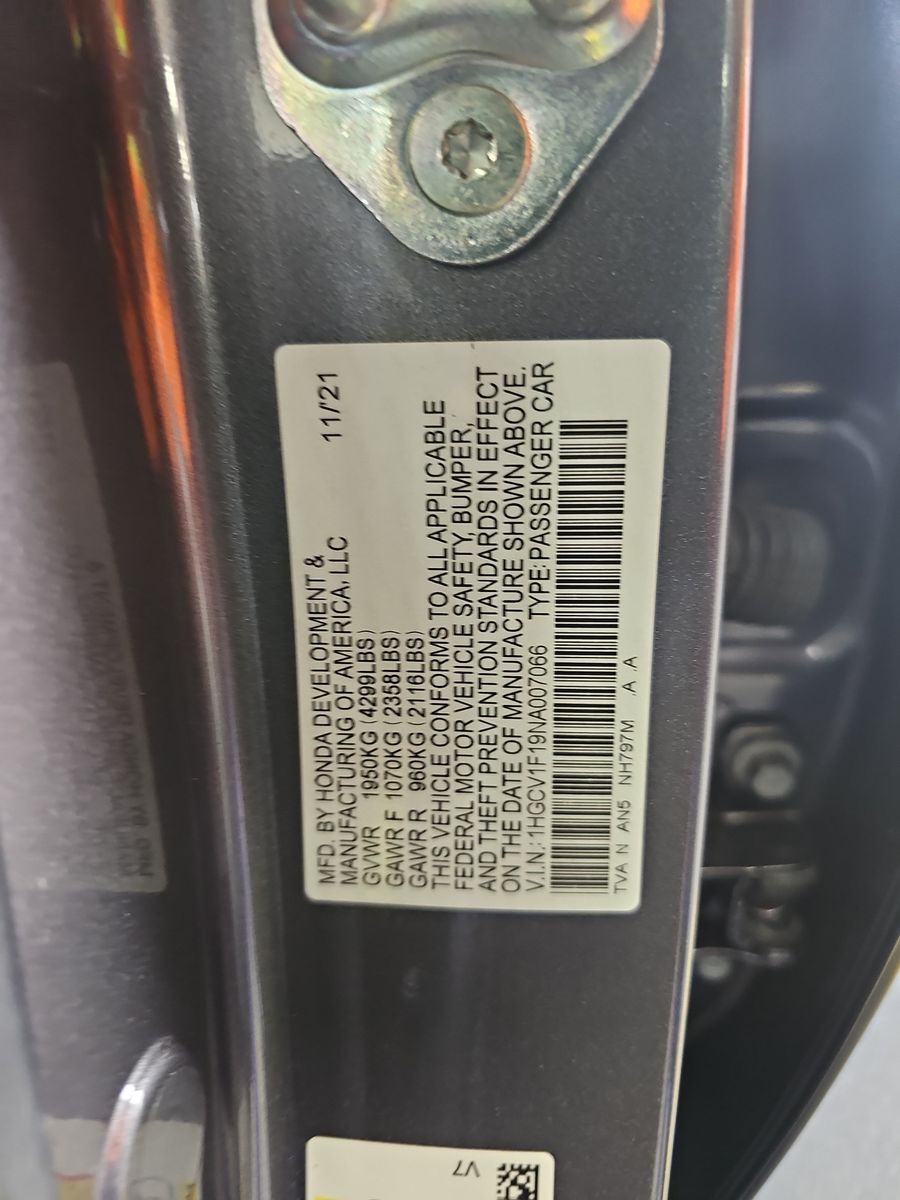 MFD. BY HONDA DEVELOPMENT &
MANUFACTURING OF AMERICA, LLC 11/'21
GVWR 1950KG (4299LBS)
GAWR F 1070KG (2358LBS)
GAWR R 960KG (2116LBS)
THIS VEHICLE CONFORMS TO ALL APPLICABLE
FEDERAL MOTOR VEHICLE SAFETY, BUMPER,
AND THEFT PREVENTION STANDARDS IN EFFECT
ON THE DATE OF MANUFACTURE SHOWN ABOVE.
V.I.N.: 1HGCV1F19NA007066 TYPE: PASSENGER CAR
TVA N AN5 NH797M .A .A
V7